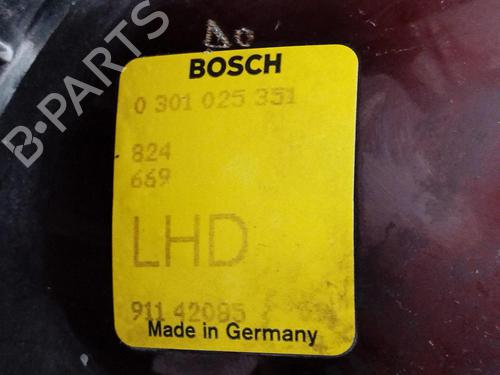 BOSCH
0 301 025 351
824
669
LHD
911 42085
Made in Germany
B-PARTS